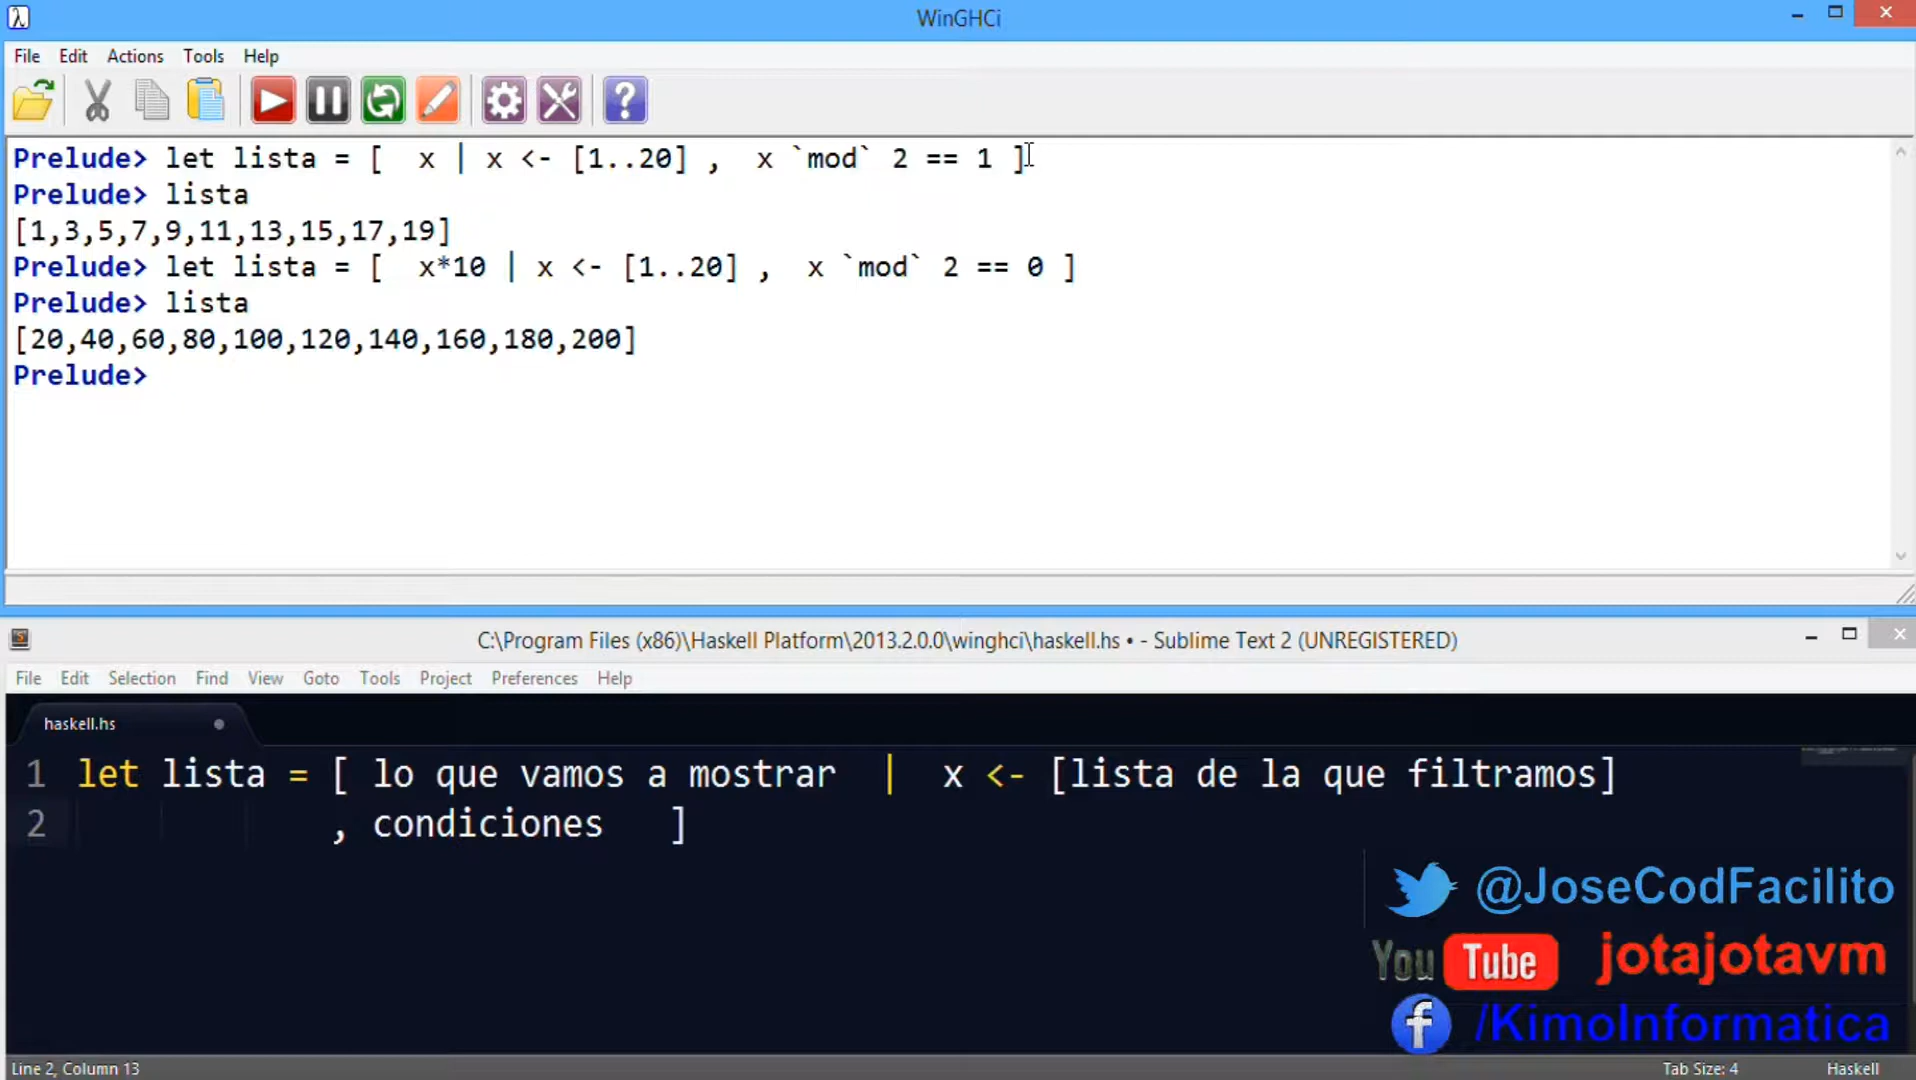 WinGHCi
File Edit Actions Tools Help
Prelude> let lista = [  x | x <- [1..20] ,  x `mod` 2 == 1 ]
Prelude> lista
[1,3,5,7,9,11,13,15,17,19]
Prelude> let lista = [  x*10 | x <- [1..20] ,  x `mod` 2 == 0 ]
Prelude> lista
[20,40,60,80,100,120,140,160,180,200]
Prelude>
C:\Program Files (x86)\Haskell Platform\2013.2.0.0\winghci\haskell.hs • - Sublime Text 2 (UNREGISTERED)
File Edit Selection Find View Goto Tools Project Preferences Help
haskell.hs
1 let lista = [ lo que vamos a mostrar  |  x <- [lista de la que filtramos]
2 , condiciones   ]
@JoseCodFacilito
You Tube jotajotavm
f /KimoInformatica
Line 2, Column 13 Tab Size: 4 Haskell